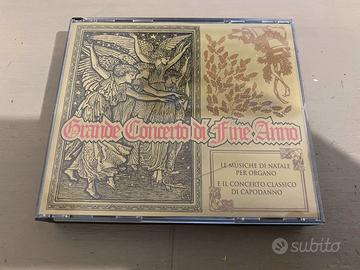 Grande Concerto di Fine Anno
LE MUSICHE DI NATALE
PER ORGANO
E IL CONCERTO CLASSICO
DI CAPODANNO
subito